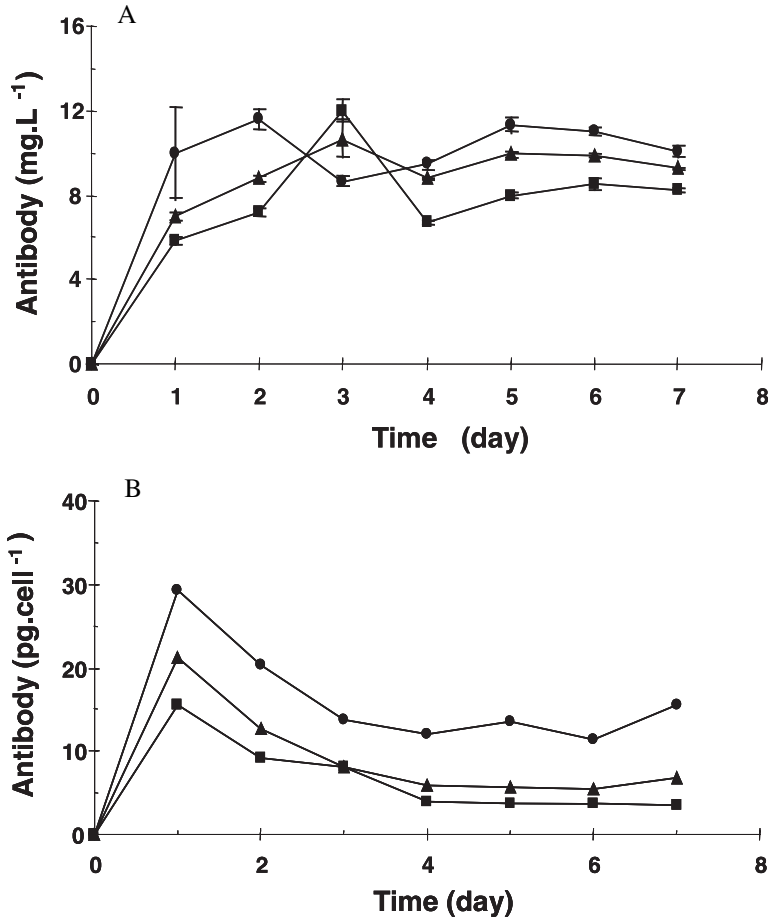 A
16
12
8
4
0
Antibody (mg.L⁻¹)
0 1 2 3 4 5 6 7 8
Time (day)
B
40
30
20
10
0
Antibody (pg.cell⁻¹)
0 2 4 6 8
Time (day)